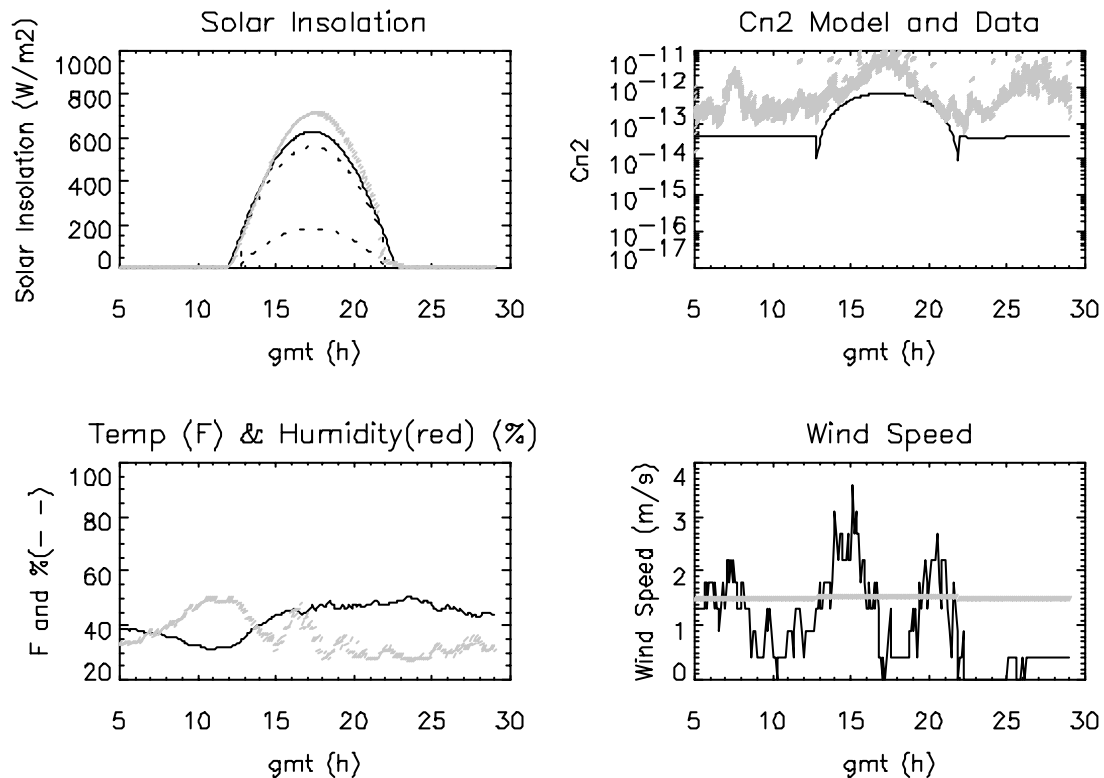 Solar Insolation
Solar Insolation (W/m2)
1000
800
600
400
200
0
5 10 15 20 25 30
gmt (h)
Cn2 Model and Data
Cn2
10-11
10-12
10-13
10-14
10-15
10-16
10-17
5 10 15 20 25 30
gmt (h)
Temp (F) & Humidity(red) (%)
F and %(- -)
100
80
60
40
20
5 10 15 20 25 30
gmt (h)
Wind Speed
Wind Speed (m/s)
4
3
2
1
0
5 10 15 20 25 30
gmt (h)